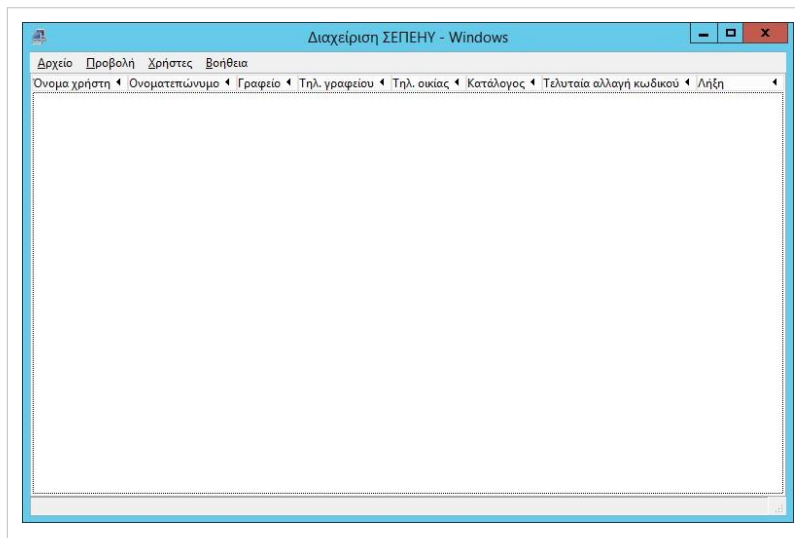 Διαχείριση ΣΕΠΕΗΥ - Windows
Αρχείο Προβολή Χρήστες Βοήθεια
Όνομα χρήστη Ονοματεπώνυμο Γραφείο Τηλ. γραφείου Τηλ. οικίας Κατάλογος Τελυταία αλλαγή κωδικού Λήξη